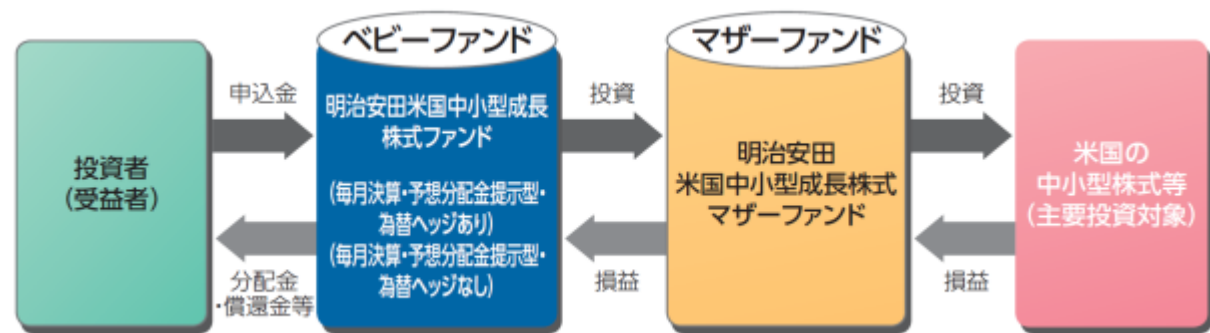 ベビーファンド
マザーファンド
投資者
(受益者)
申込金
分配金
・償還金等
明治安田米国中小型成長
株式ファンド
(毎月決算・予想分配金提示型・
為替ヘッジあり)
(毎月決算・予想分配金提示型・
為替ヘッジなし)
投資
損益
明治安田
米国中小型成長株式
マザーファンド
投資
損益
米国の
中小型株式等
(主要投資対象)